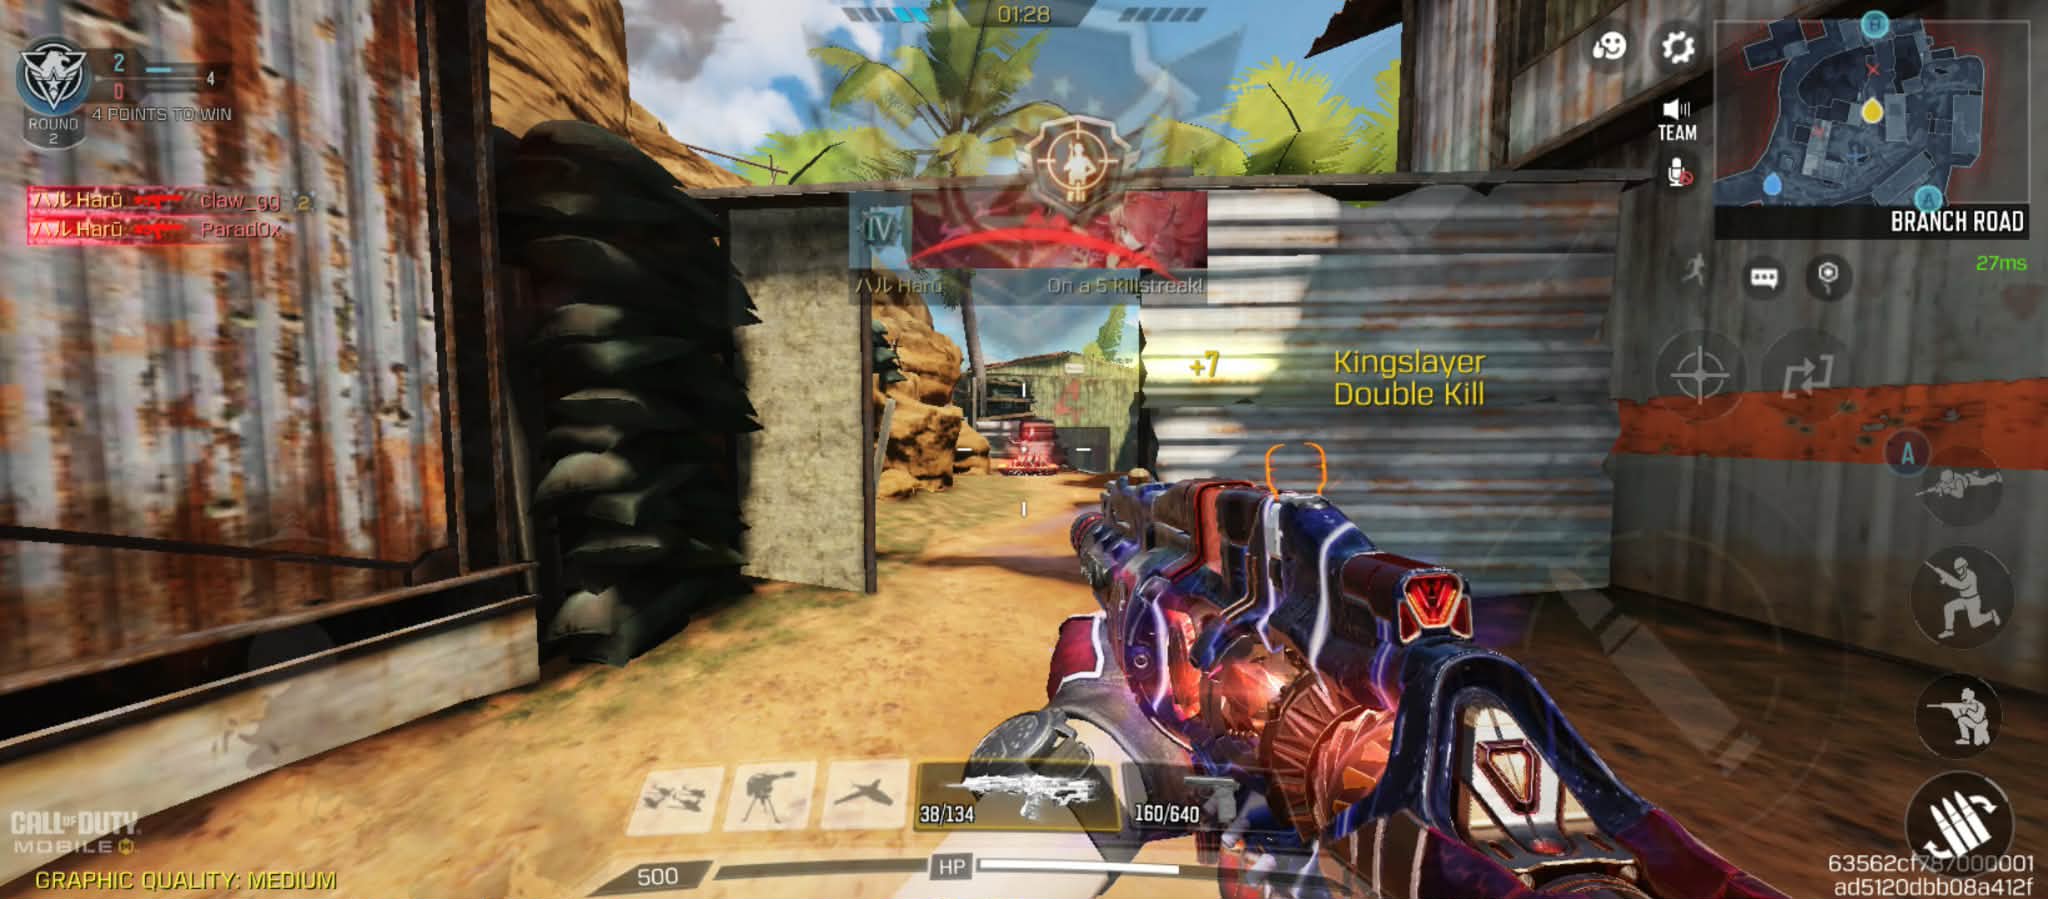 01:28
2
0
4
4 POINTS TO WIN
ROUND
2
ハル Harū claw_gg 2
ハル Harū Parad0x
IV
ハル Harū On a 5 killstreak!
+7
Kingslayer
Double Kill
TEAM
H
A
BRANCH ROAD
27ms
A
38/134
160/640
500
HP
CALL OF DUTY
MOBILE
GRAPHIC QUALITY: MEDIUM
63562cf787000001
ad5120dbb08a412f